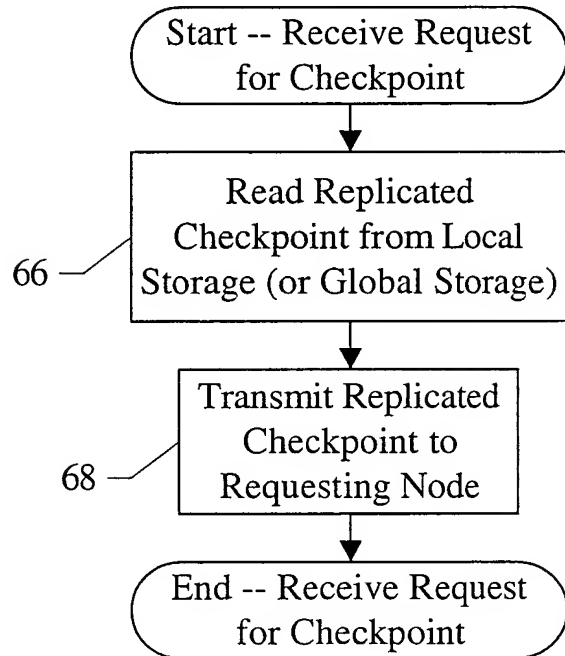 Start -- Receive Request
for Checkpoint
Read Replicated
Checkpoint from Local
Storage (or Global Storage)
66
Transmit Replicated
Checkpoint to
Requesting Node
68
End -- Receive Request
for Checkpoint